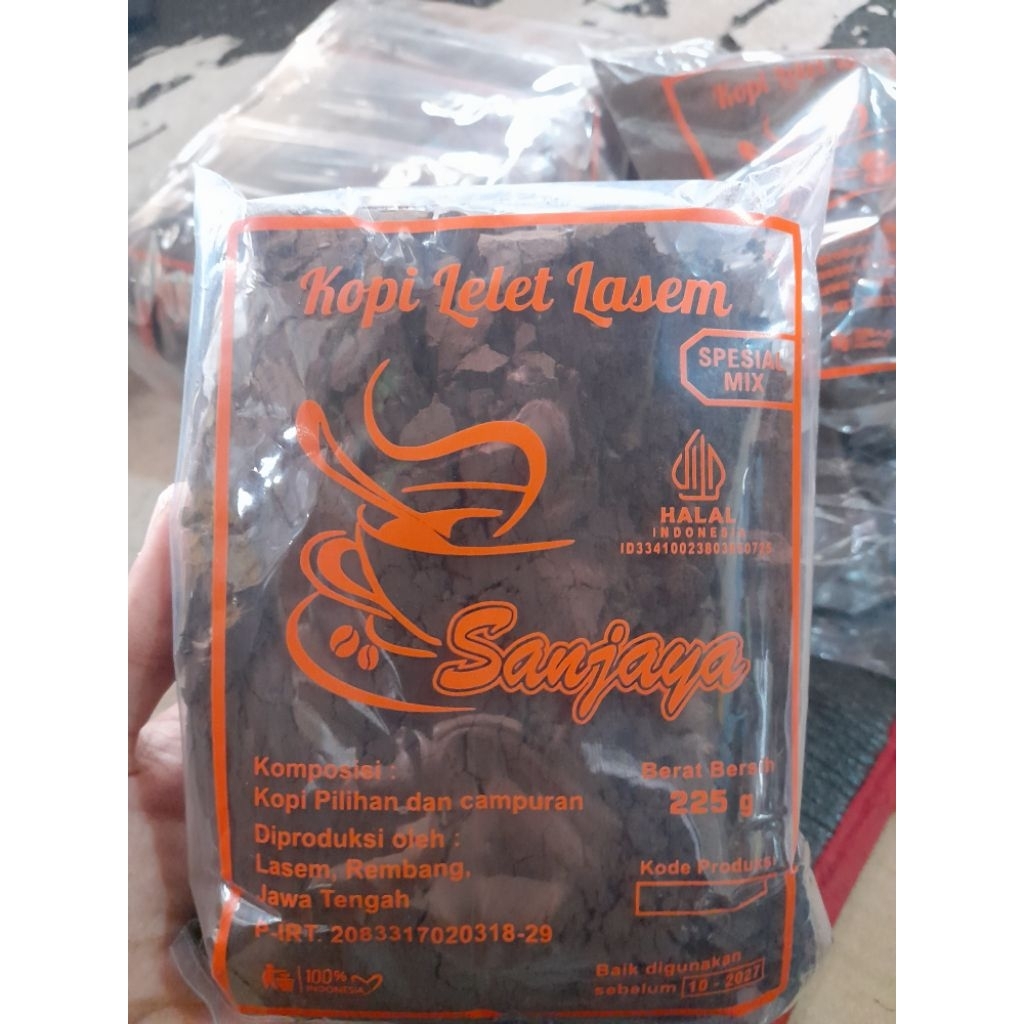 Kopi Lelet Lasem
SPESIAL
MIX
HALAL
INDONESIA
Sanjaya
Komposisi :
Kopi Pilihan dan campuran
Berat Bersih
225 g
Diproduksi oleh :
Lasem, Rembang,
Jawa Tengah
Kode Produksi
P-IRT. 2083317020318-29
100%
INDONESIA
Baik digunakan
sebelum 10 - 2027
Kopi